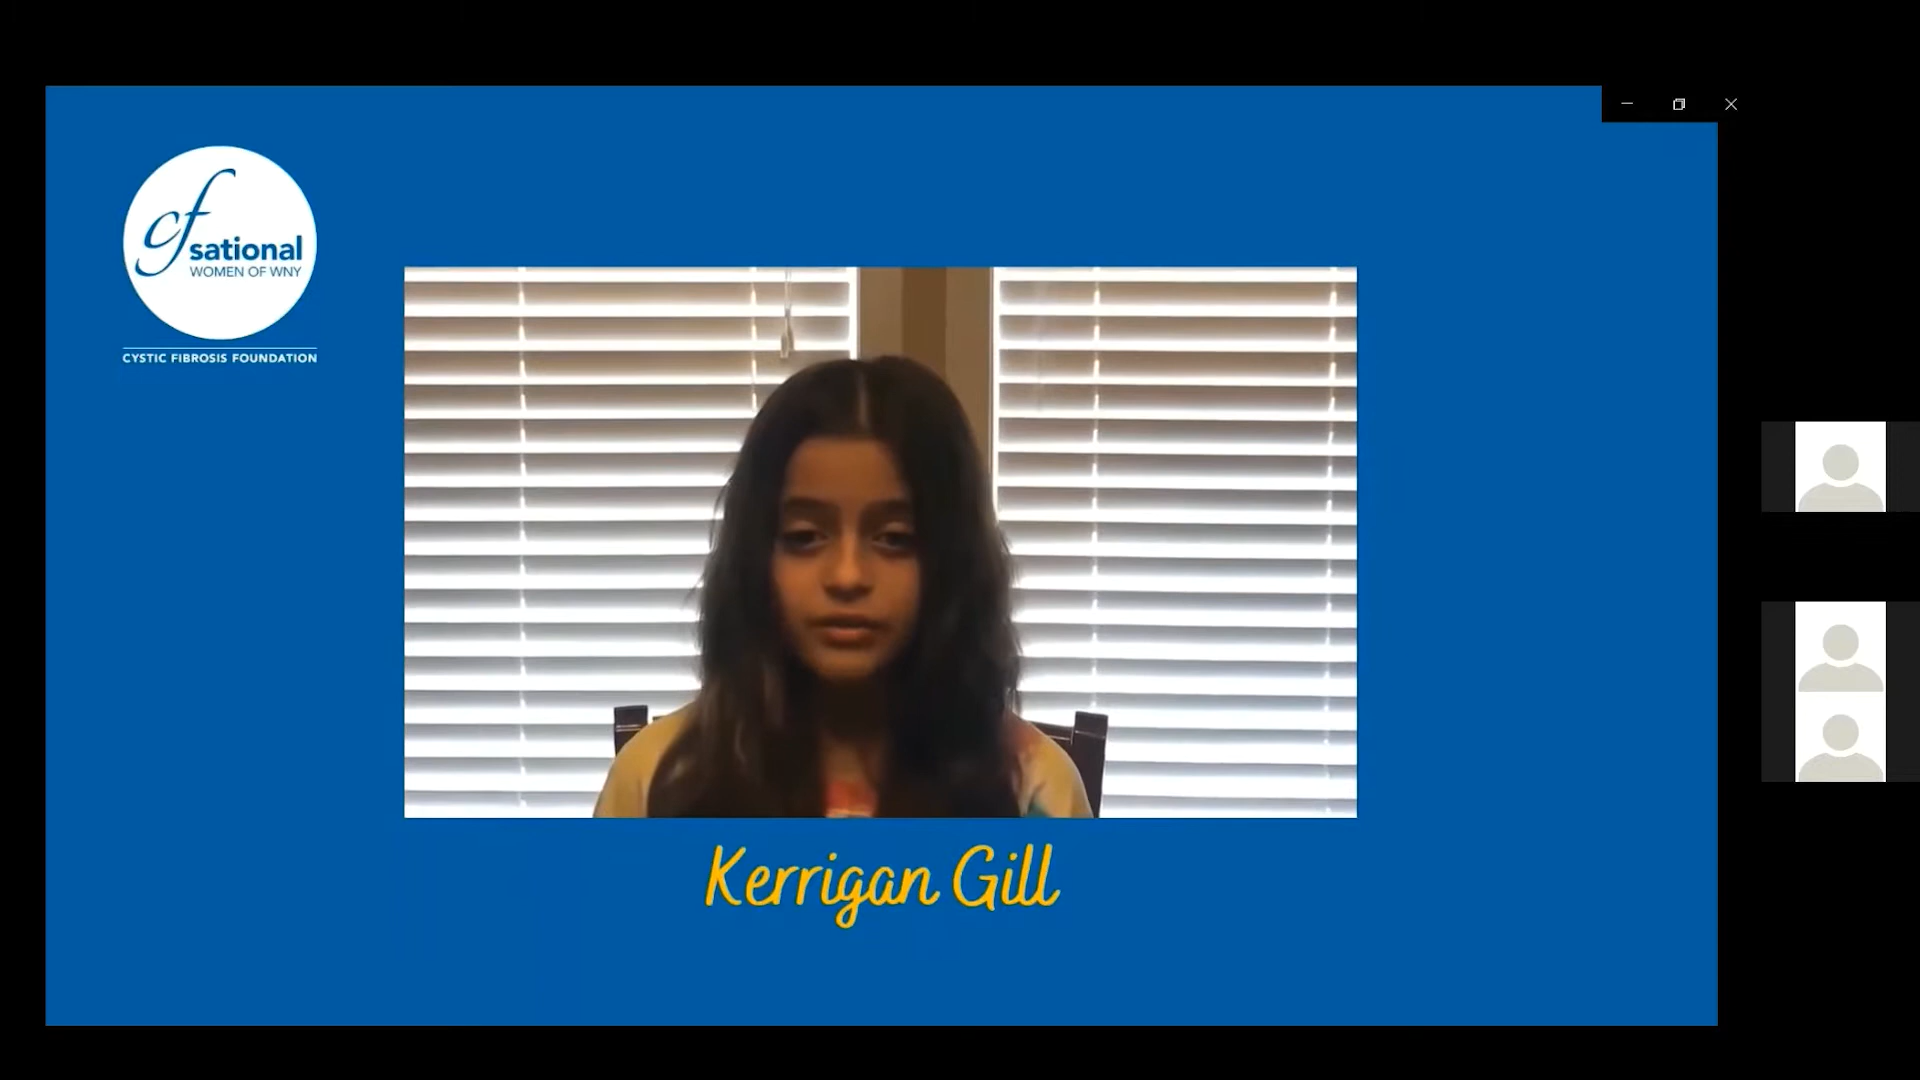 cf
sational
WOMEN OF WNY
CYSTIC FIBROSIS FOUNDATION
Kerrigan Gill